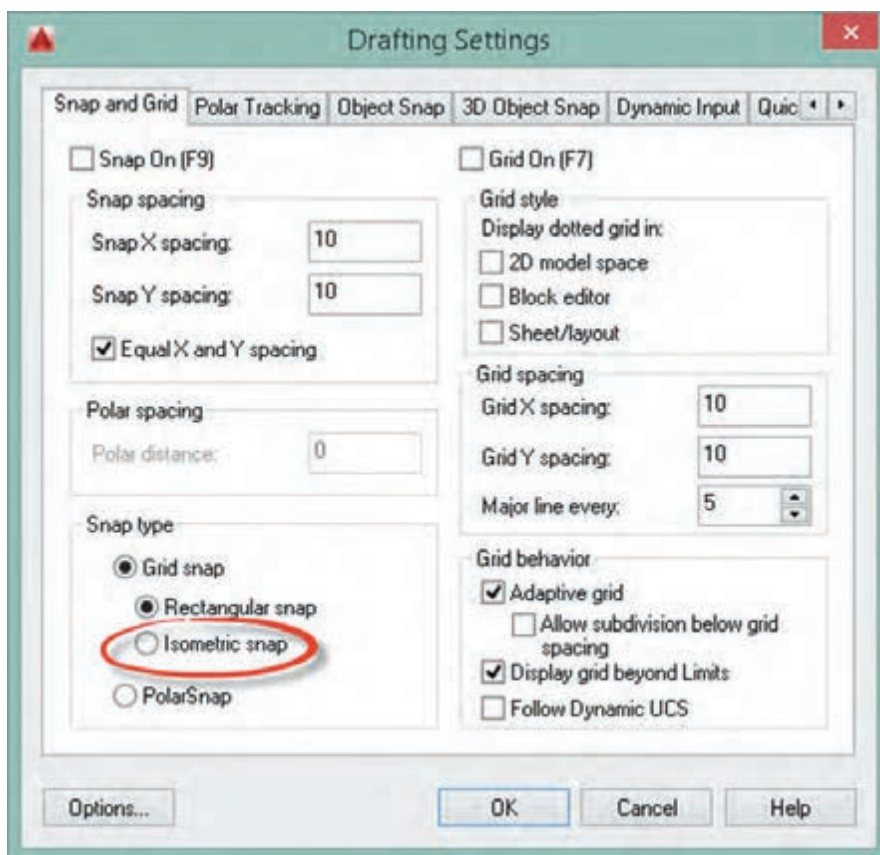 Drafting Settings
Snap and Grid Polar Tracking Object Snap 3D Object Snap Dynamic Input Quic
Snap On (F9)
Snap spacing
Snap X spacing: 10
Snap Y spacing: 10
Equal X and Y spacing
Polar spacing
Polar distance: 0
Snap type
Grid snap
Rectangular snap
Isometric snap
PolarSnap
Grid On (F7)
Grid style
Display dotted grid in:
2D model space
Block editor
Sheet/layout
Grid spacing
Grid X spacing: 10
Grid Y spacing: 10
Major line every: 5
Grid behavior
Adaptive grid
Allow subdivision below grid
spacing
Display grid beyond Limits
Follow Dynamic UCS
Options... OK Cancel Help